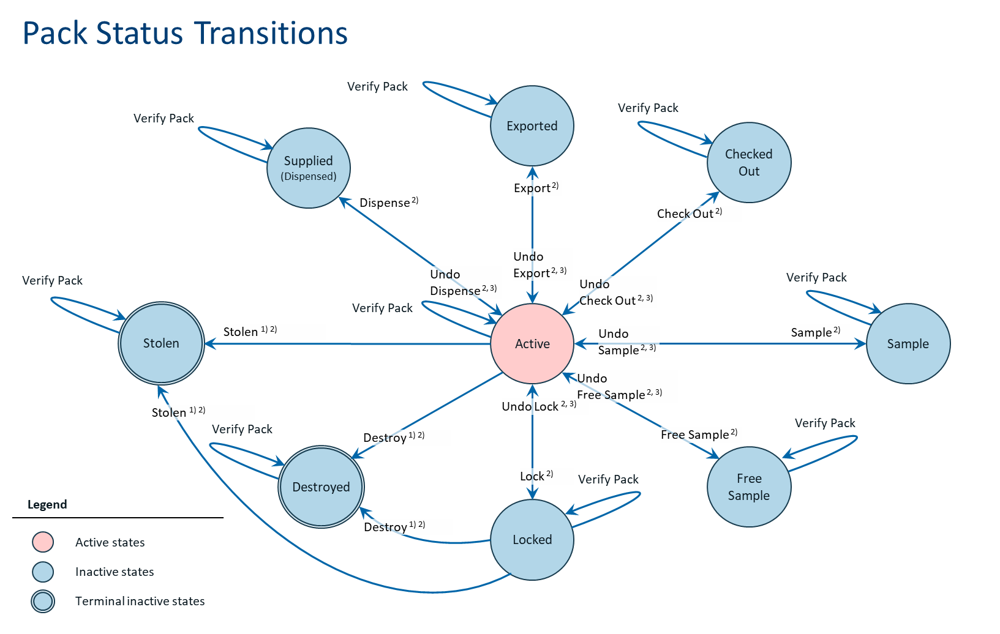 Pack Status Transitions
Verify Pack
Exported
Verify Pack
Checked
Out
Verify Pack
Supplied
(Dispensed)
Export 2)
Dispense 2)
Check Out 2)
Undo
Export 2, 3)
Undo
Dispense 2, 3)
Undo
Check Out 2, 3)
Verify Pack
Verify Pack
Verify Pack
Stolen
Stolen 1) 2)
Active
Undo
Sample 2, 3)
Sample 2)
Sample
Undo
Free Sample 2, 3)
Undo Lock 2, 3)
Stolen 1) 2)
Verify Pack
Destroy 1) 2)
Free Sample 2)
Verify Pack
Destroyed
Lock 2)
Verify Pack
Free
Sample
Destroy 1) 2)
Locked
Legend
Active states
Inactive states
Terminal inactive states